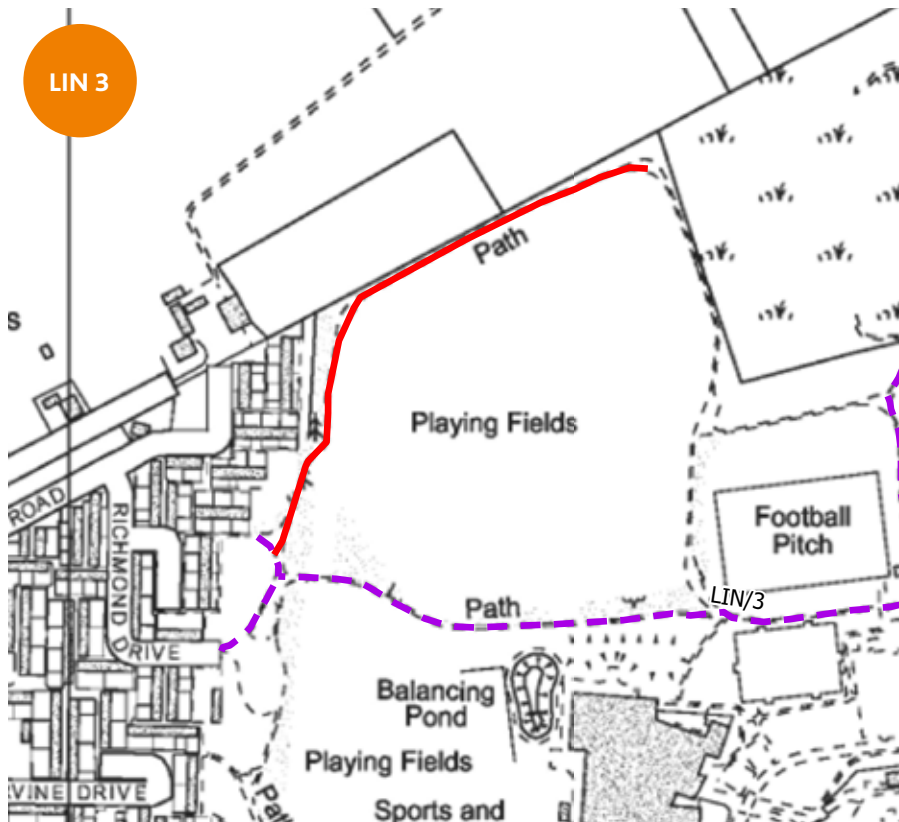 LIN 3
Path
S
Playing Fields
ROAD
RICHMOND
DRIVE
Football
Pitch
LIN/3
Path
Balancing
Pond
Playing Fields
VINE DRIVE
Path
Sports and